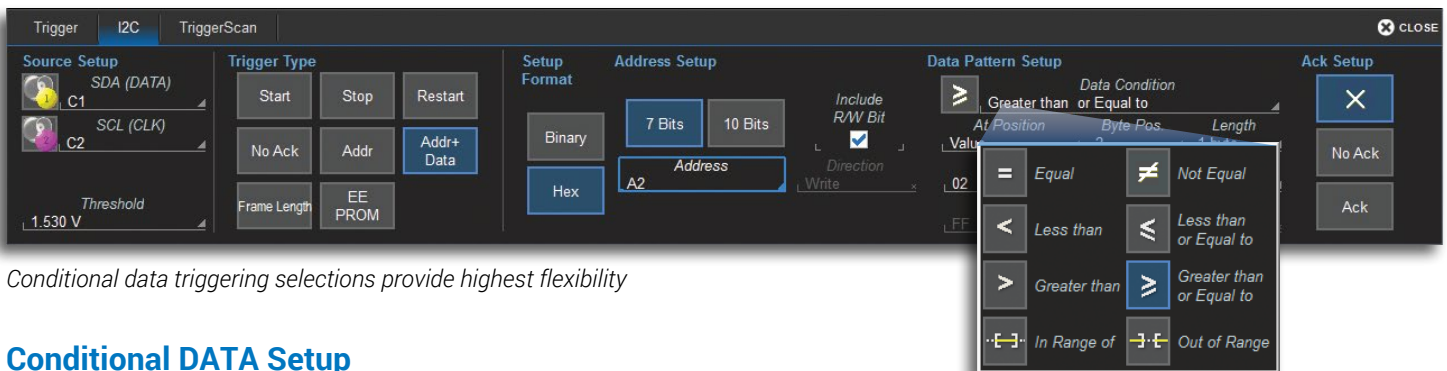 Trigger I2C TriggerScan CLOSE
Source Setup
SDA (DATA)
C1
SCL (CLK)
C2
Threshold
1.530 V
Trigger Type
Start Stop Restart
No Ack Addr Addr+
Data
Frame Length EE
PROM
Setup
Format
Binary
Hex
Address Setup
7 Bits 10 Bits
Include
R/W Bit
Address
A2
Direction
Write
Data Pattern Setup
Data Condition
Greater than or Equal to
At Position Byte Pos. Length
02
FF
= Equal
≠ Not Equal
< Less than
≤ Less than
or Equal to
> Greater than
≥ Greater than
or Equal to
In Range of
Out of Range
Ack Setup
X
No Ack
Ack
Conditional data triggering selections provide highest flexibility
Conditional DATA Setup